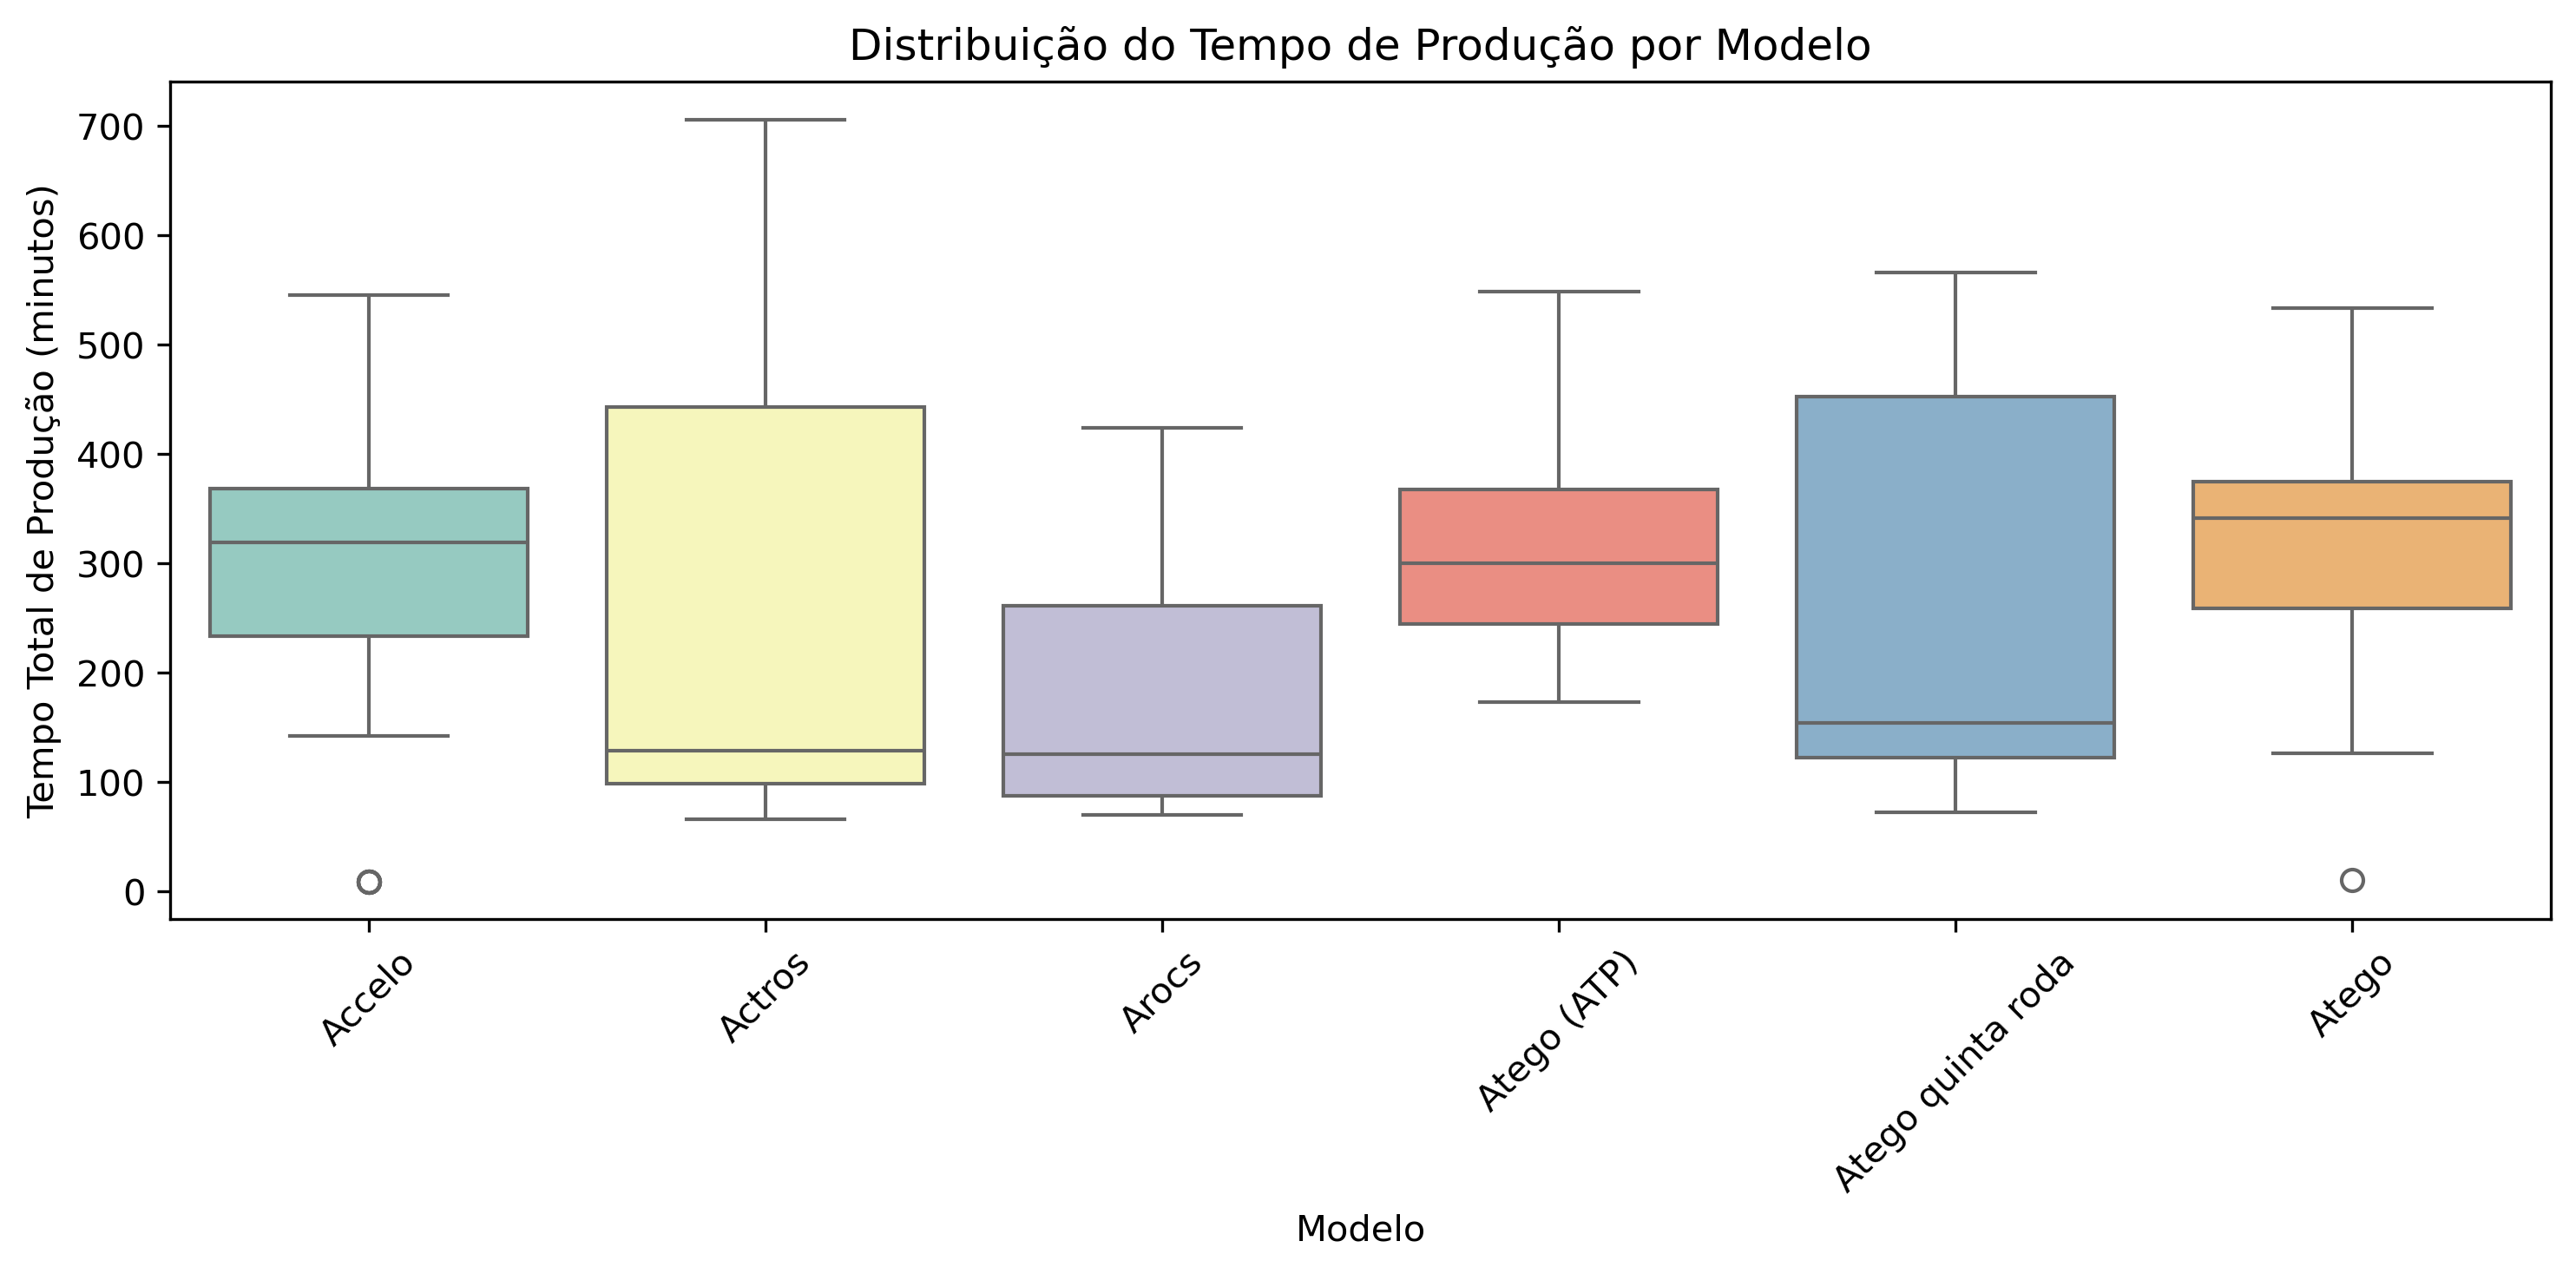 Distribuição do Tempo de Produção por Modelo
Tempo Total de Produção (minutos)
700
600
500
400
300
200
100
0
Accelo
Actros
Arocs
Atego (ATP)
Atego quinta roda
Atego
Modelo